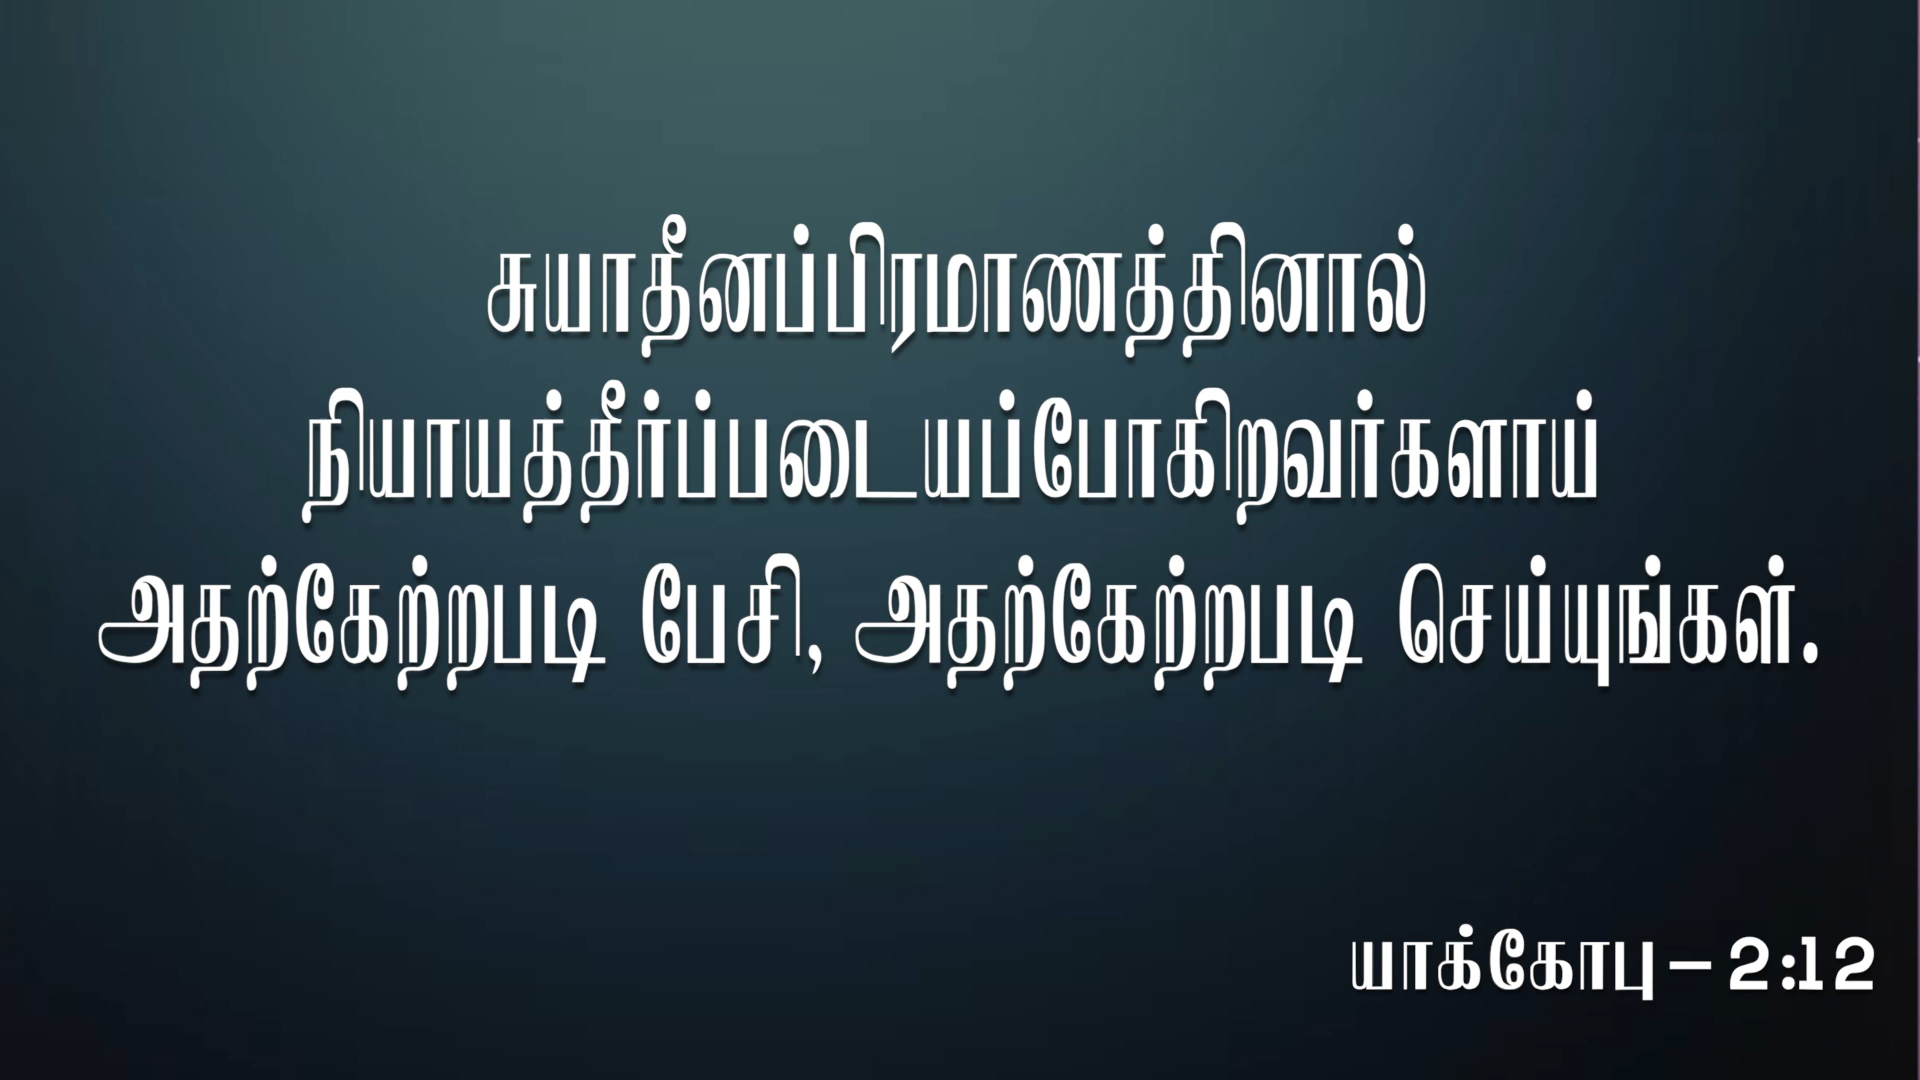 சுயாதீனப்பிரமாணத்தினால்
நியாயத்தீர்ப்படையப்போகிறவர்களாய்
அதற்கேற்றபடி பேசி, அதற்கேற்றபடி செய்யுங்கள்.
யாக்கோபு – 2:12